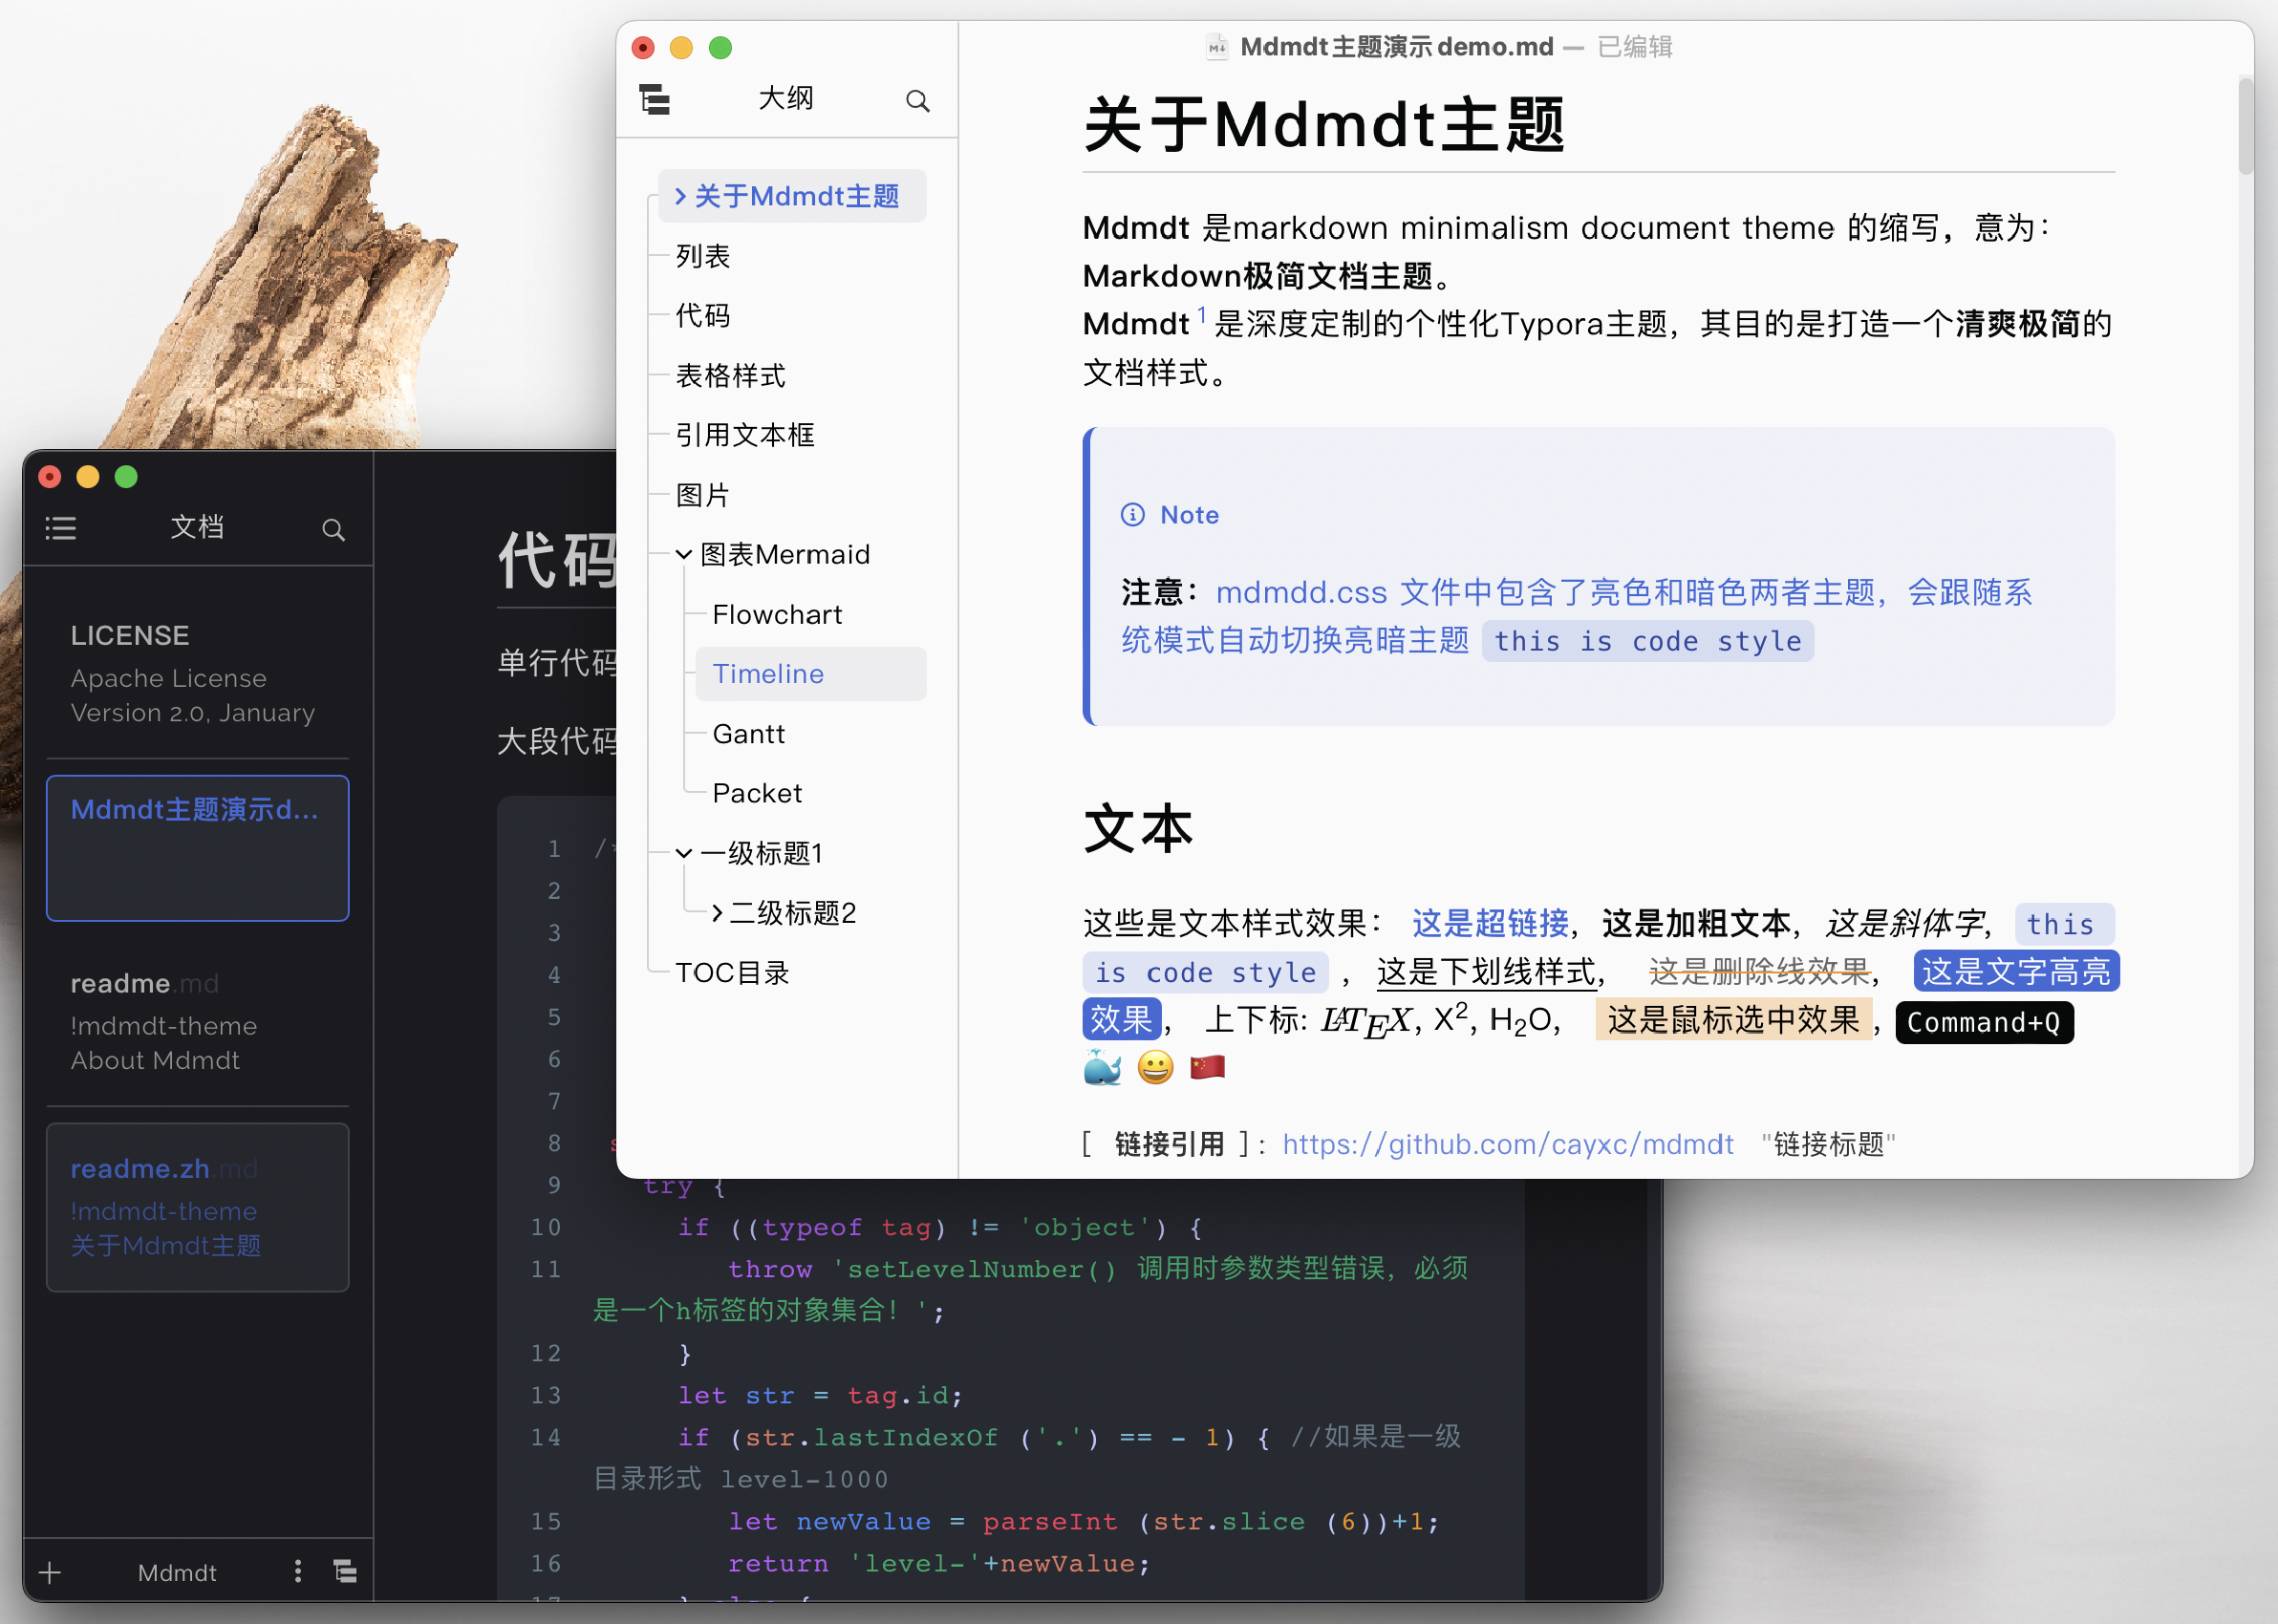 Mdmdt主题演示demo.md — 已编辑
大纲
关于Mdmdt主题
列表
代码
表格样式
引用文本框
图片
图表Mermaid
Flowchart
Timeline
Gantt
Packet
一级标题1
二级标题2
TOC目录
关于Mdmdt主题
Mdmdt 是markdown minimalism document theme 的缩写，意为：
Markdown极简文档主题。
Mdmdt 1 是深度定制的个性化Typora主题，其目的是打造一个清爽极简的
文档样式。
Note
注意：mdmdd.css 文件中包含了亮色和暗色两者主题，会跟随系
统模式自动切换亮暗主题 this is code style
文本
这些是文本样式效果： 这是超链接，这是加粗文本，这是斜体字，this
is code style ，这是下划线样式， 这是删除线效果， 这是文字高亮
效果， 上下标: LATEX, X2, H2O， 这是鼠标选中效果 ，Command+Q
[ 链接引用 ]：https://github.com/cayxc/mdmdt "链接标题"
文档
LICENSE
Apache License
Version 2.0, January
Mdmdt主题演示d...
readme.md
!mdmdt-theme
About Mdmdt
readme.zh.md
!mdmdt-theme
关于Mdmdt主题
Mdmdt
代码
单行代码
大段代码
1 /*
2
3
4
5
6
7
8
9 try {
10 if ((typeof tag) != 'object') {
11 throw 'setLevelNumber() 调用时参数类型错误，必须
是一个h标签的对象集合！';
12 }
13 let str = tag.id;
14 if (str.lastIndexOf ('.') == - 1) { //如果是一级
目录形式 level-1000
15 let newValue = parseInt (str.slice (6))+1;
16 return 'level-'+newValue;
17 } else {